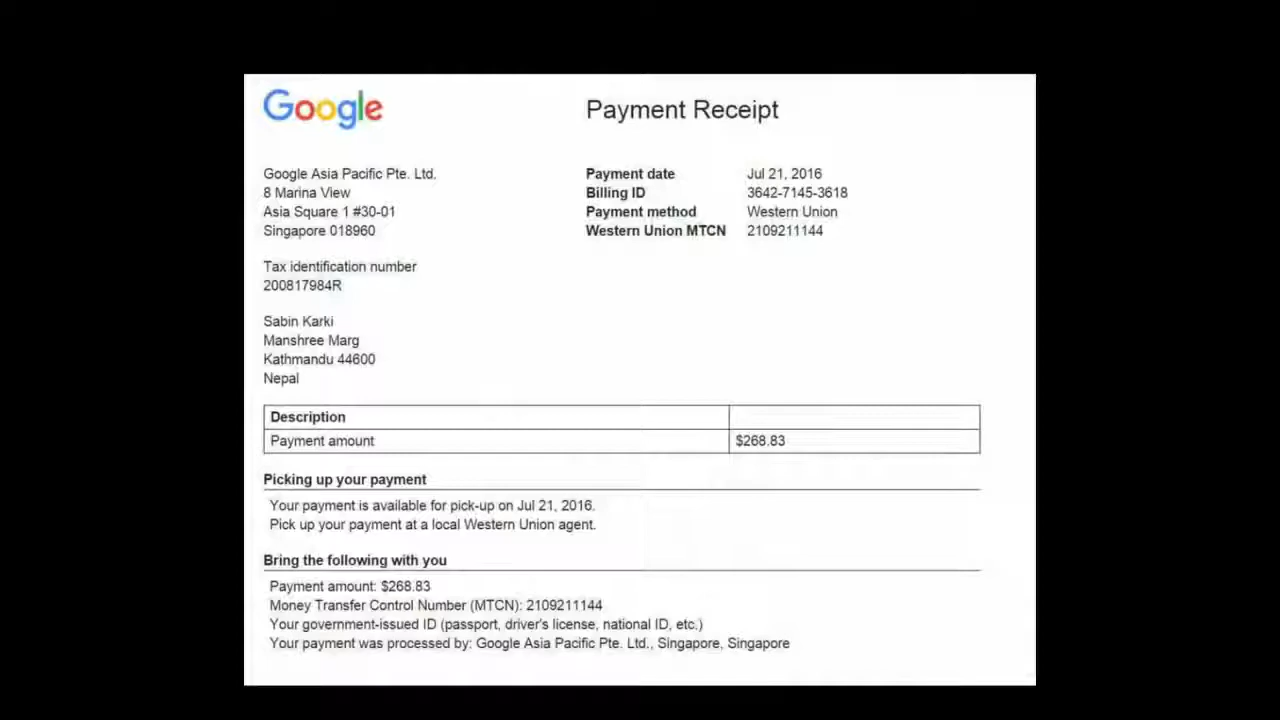 Google
Payment Receipt
Google Asia Pacific Pte. Ltd.
8 Marina View
Asia Square 1 #30-01
Singapore 018960
Payment date Jul 21, 2016
Billing ID 3642-7145-3618
Payment method Western Union
Western Union MTCN 2109211144
Tax identification number
200817984R
Sabin Karki
Manshree Marg
Kathmandu 44600
Nepal
Description
Payment amount $268.83
Picking up your payment
Your payment is available for pick-up on Jul 21, 2016.
Pick up your payment at a local Western Union agent.
Bring the following with you
Payment amount: $268.83
Money Transfer Control Number (MTCN): 2109211144
Your government-issued ID (passport, driver's license, national ID, etc.)
Your payment was processed by: Google Asia Pacific Pte. Ltd., Singapore, Singapore